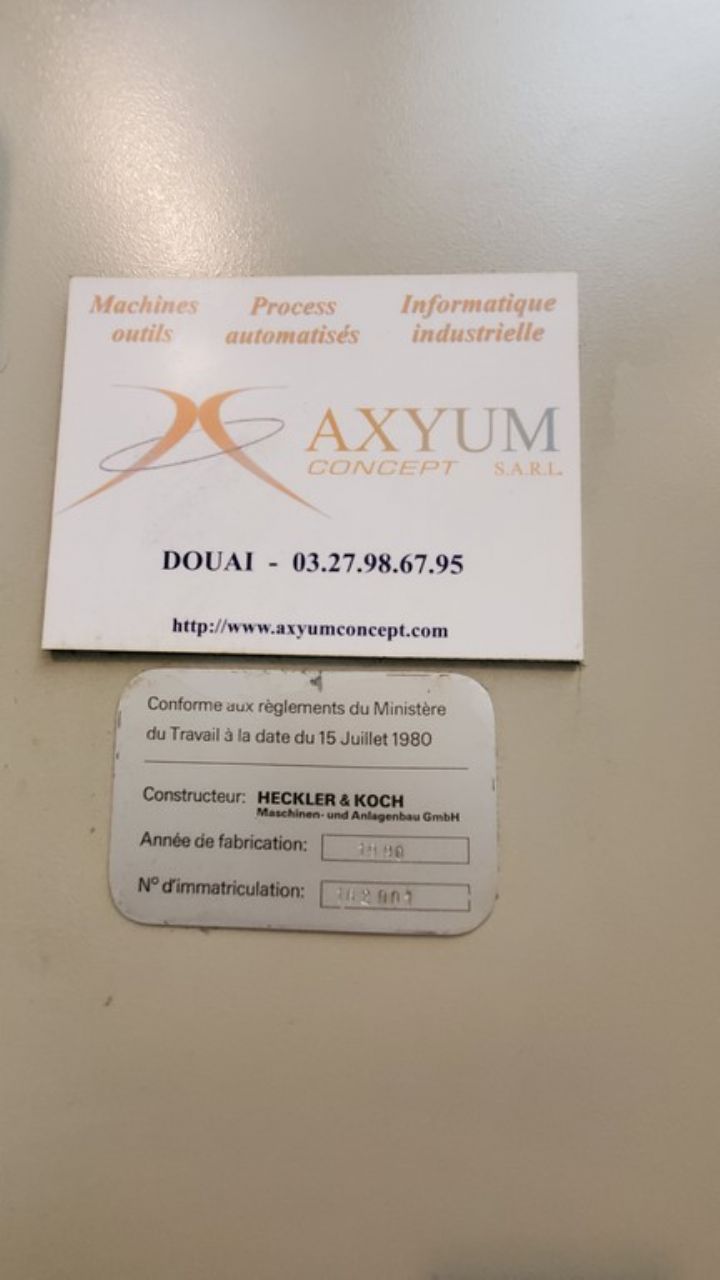 Machines outils
Process automatisés
Informatique industrielle
AXYUM
CONCEPT S.A.R.L.
DOUAI - 03.27.98.67.95
http://www.axyumconcept.com
Conforme aux règlements du Ministère
du Travail à la date du 15 Juillet 1980
Constructeur: HECKLER & KOCH
Maschinen- und Anlagenbau GmbH
Année de fabrication:
N° d'immatriculation: